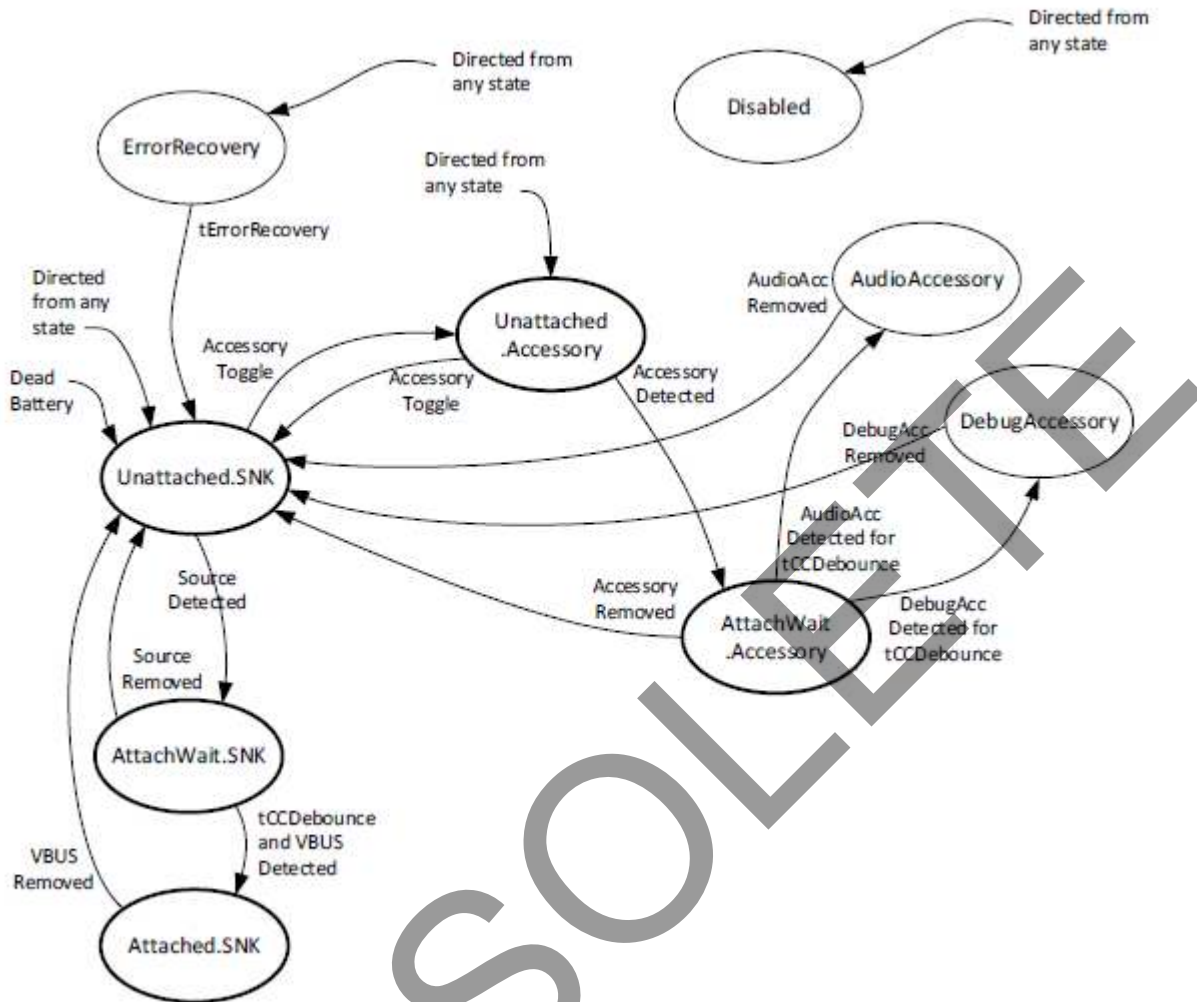 Directed from
any state
Directed from
any state
Disabled
ErrorRecovery
Directed from
any state
tErrorRecovery
Directed
from any
state
AudioAcc
Removed
AudioAccessory
Unattached
.Accessory
Accessory
Toggle
Accessory
Toggle
Accessory
Detected
Dead
Battery
DebugAcc
Removed
DebugAccessory
Unattached.SNK
AudioAcc
Detected for
tCCDebounce
Source
Detected
Accessory
Removed
AttachWait
.Accessory
DebugAcc
Detected for
tCCDebounce
Source
Removed
AttachWait.SNK
tCCDebounce
and VBUS
Detected
VBUS
Removed
Attached.SNK
SOLETE